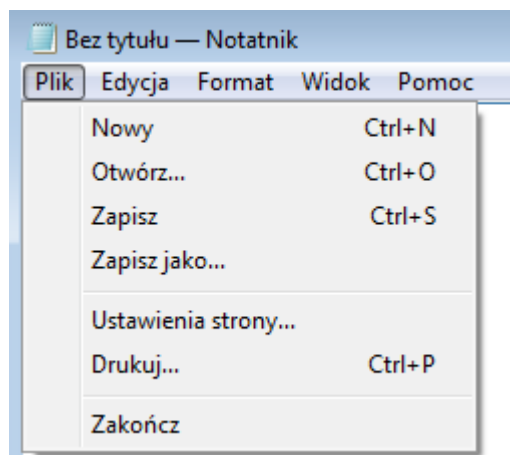 Bez tytułu — Notatnik
Plik Edycja Format Widok Pomoc
Nowy Ctrl+N
Otwórz... Ctrl+O
Zapisz Ctrl+S
Zapisz jako...
Ustawienia strony...
Drukuj... Ctrl+P
Zakończ